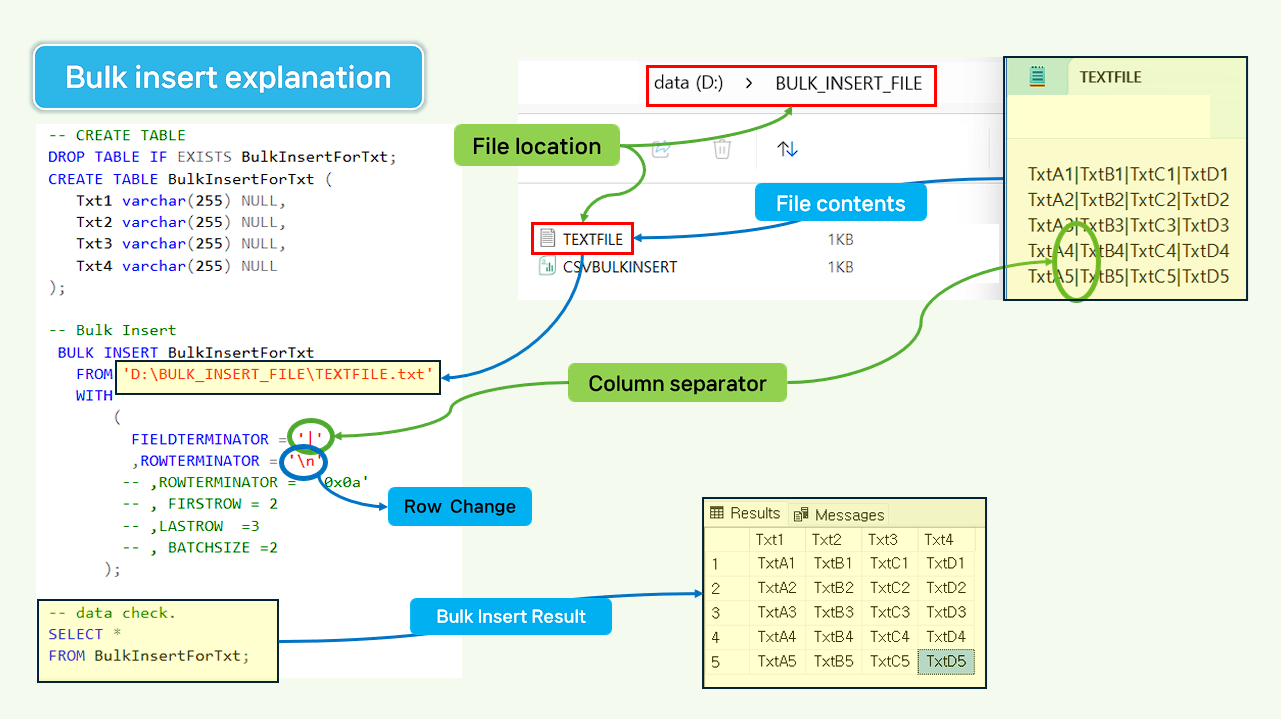 Bulk insert explanation
-- CREATE TABLE
DROP TABLE IF EXISTS BulkInsertForTxt;
CREATE TABLE BulkInsertForTxt (
Txt1 varchar(255) NULL,
Txt2 varchar(255) NULL,
Txt3 varchar(255) NULL,
Txt4 varchar(255) NULL
);
-- Bulk Insert
BULK INSERT BulkInsertForTxt
FROM 'D:\BULK_INSERT_FILE\TEXTFILE.txt'
WITH
(
FIELDTERMINATOR = '|'
,ROWTERMINATOR = '\n'
-- ,ROWTERMINATOR = '0x0a'
-- , FIRSTROW = 2
-- ,LASTROW =3
-- , BATCHSIZE =2
);
-- data check.
SELECT *
FROM BulkInsertForTxt;
File location
data (D:) > BULK_INSERT_FILE
File contents
TEXTFILE 1KB
CSVBULKINSERT 1KB
TEXTFILE
TxtA1|TxtB1|TxtC1|TxtD1
TxtA2|TxtB2|TxtC2|TxtD2
TxtA3|TxtB3|TxtC3|TxtD3
TxtA4|TxtB4|TxtC4|TxtD4
TxtA5|TxtB5|TxtC5|TxtD5
Column separator
Row Change
Bulk Insert Result
Results Messages
Txt1 Txt2 Txt3 Txt4
1 TxtA1 TxtB1 TxtC1 TxtD1
2 TxtA2 TxtB2 TxtC2 TxtD2
3 TxtA3 TxtB3 TxtC3 TxtD3
4 TxtA4 TxtB4 TxtC4 TxtD4
5 TxtA5 TxtB5 TxtC5 TxtD5